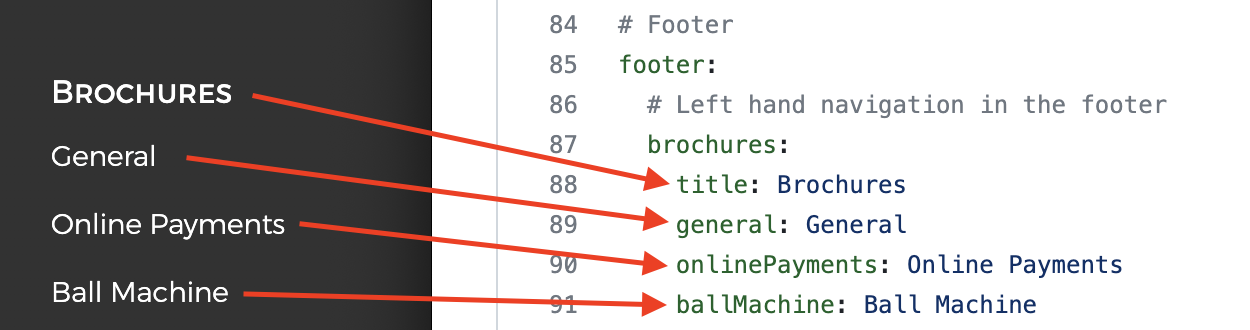 BROCHURES
General
Online Payments
Ball Machine
84 # Footer
85 footer:
86 # Left hand navigation in the footer
87 brochures:
88 title: Brochures
89 general: General
90 onlinePayments: Online Payments
91 ballMachine: Ball Machine